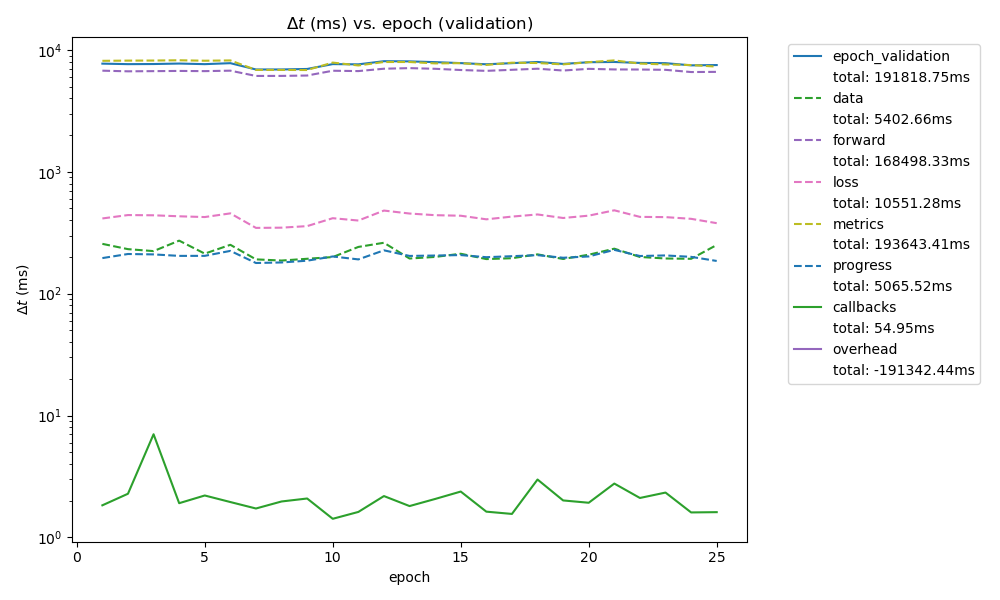 Δt (ms) vs. epoch (validation)
10⁴
10³
10²
10¹
10⁰
Δt (ms)
0
5
10
15
20
25
epoch
epoch_validation
total: 191818.75ms
data
total: 5402.66ms
forward
total: 168498.33ms
loss
total: 10551.28ms
metrics
total: 193643.41ms
progress
total: 5065.52ms
callbacks
total: 54.95ms
overhead
total: -191342.44ms